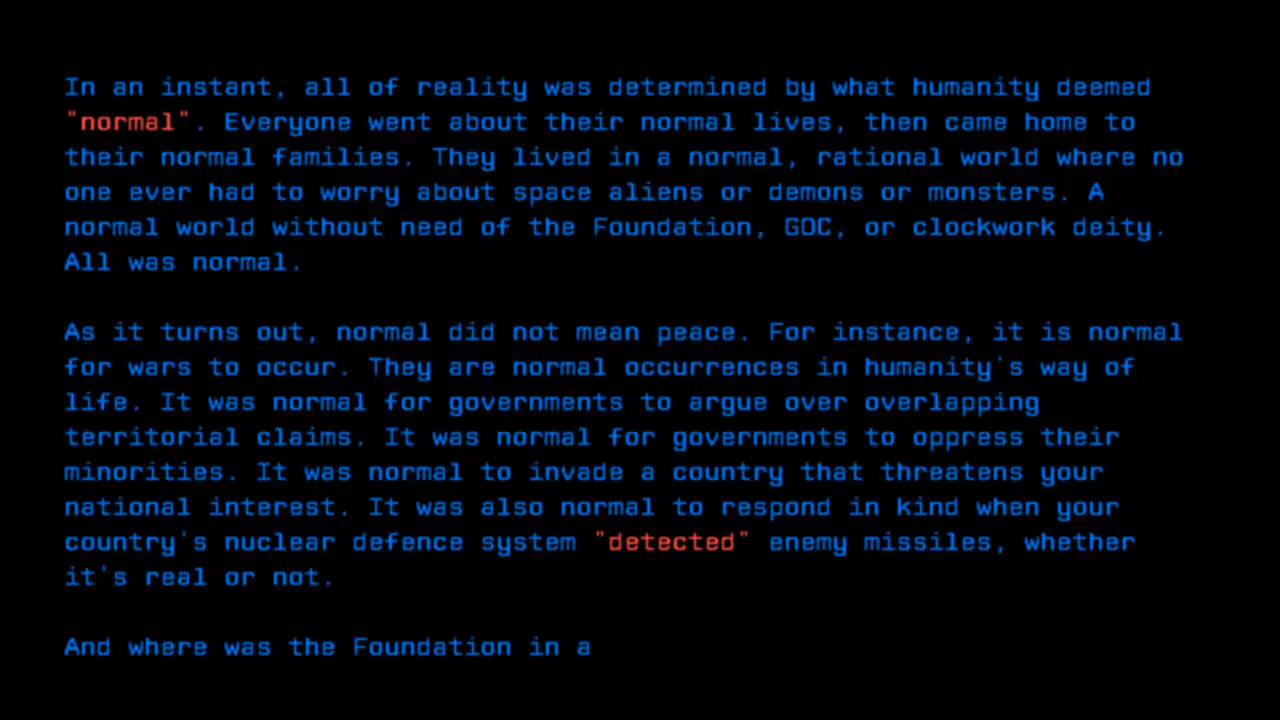 In an instant, all of reality was determined by what humanity deemed
"normal". Everyone went about their normal lives, then came home to
their normal families. They lived in a normal, rational world where no
one ever had to worry about space aliens or demons or monsters. A
normal world without need of the Foundation, GOC, or clockwork deity.
All was normal.
As it turns out, normal did not mean peace. For instance, it is normal
for wars to occur. They are normal occurrences in humanity's way of
life. It was normal for governments to argue over overlapping
territorial claims. It was normal for governments to oppress their
minorities. It was normal to invade a country that threatens your
national interest. It was also normal to respond in kind when your
country's nuclear defence system "detected" enemy missiles, whether
it's real or not.
And where was the Foundation in a